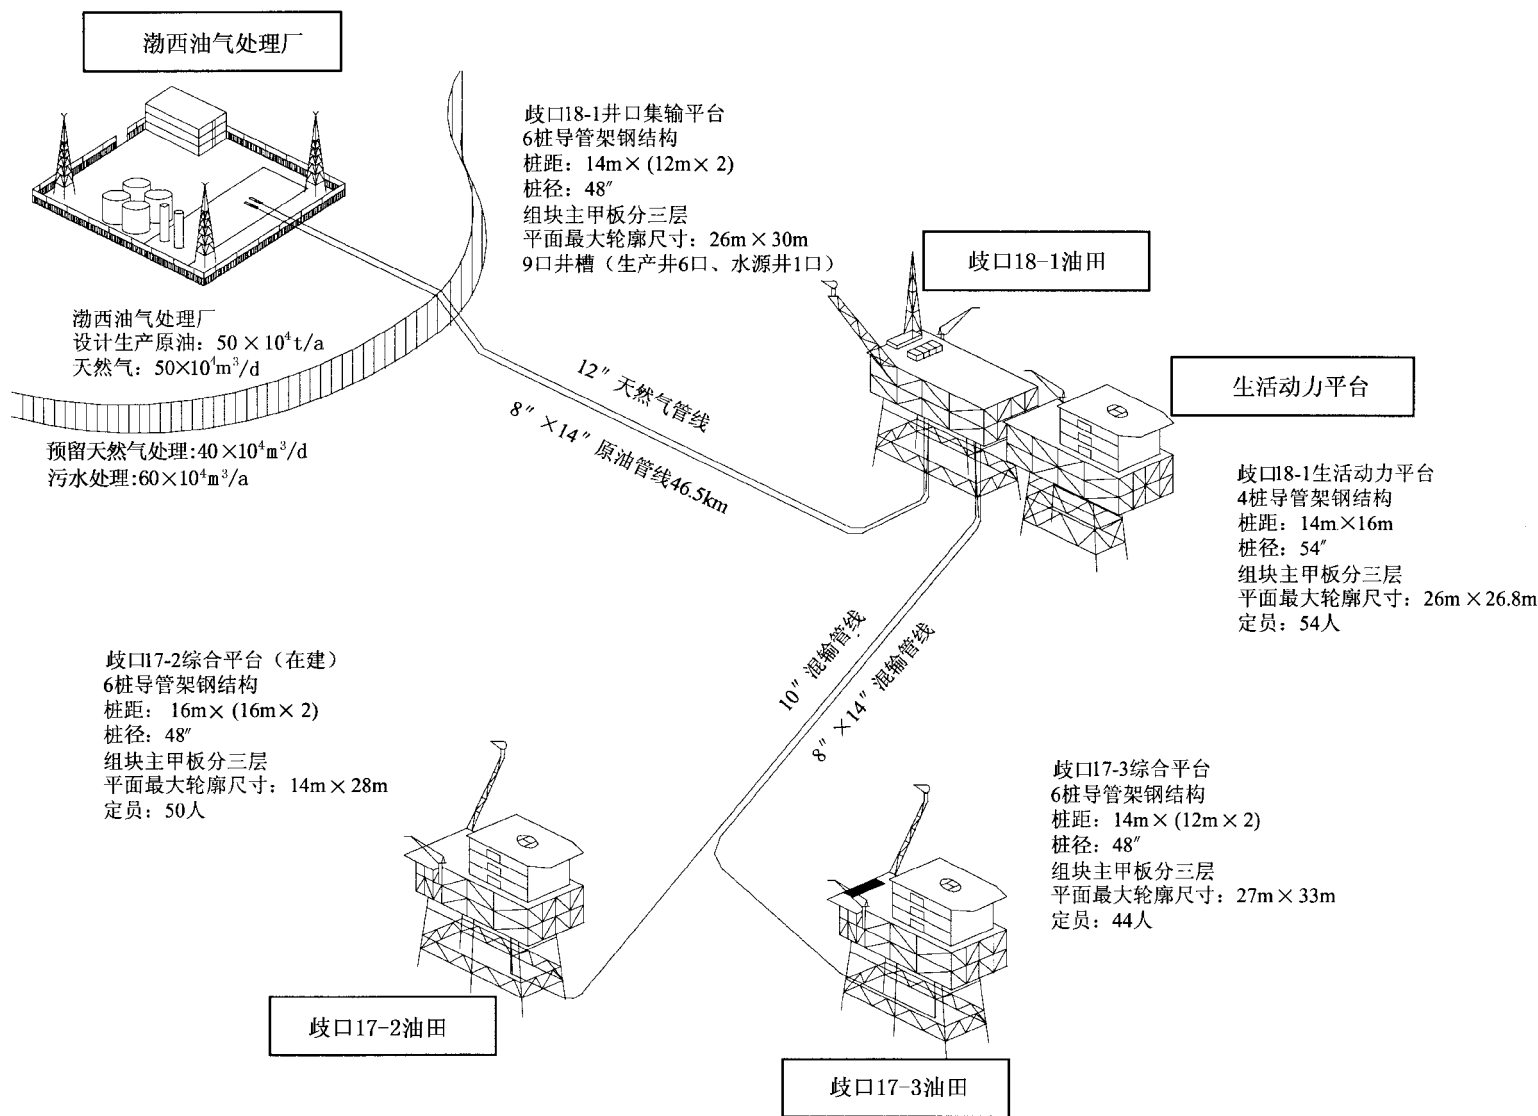 渤西油气处理厂
歧口18-1井口集输平台
6桩导管架钢结构
桩距：14m×(12m×2)
桩径：48″
组块主甲板分三层
平面最大轮廓尺寸：26m×30m
9口井槽（生产井6口、水源井1口）
歧口18-1油田
渤西油气处理厂
设计生产原油：50×10⁴t/a
天然气：50×10⁴m³/d
预留天然气处理:40×10⁴m³/d
污水处理:60×10⁴m³/a
12″天然气管线
8″×14″原油管线46.5km
生活动力平台
歧口18-1生活动力平台
4桩导管架钢结构
桩距：14m×16m
桩径：54″
组块主甲板分三层
平面最大轮廓尺寸：26m×26.8m
定员：54人
10″混输管线
8″×14″混输管线
歧口17-2综合平台（在建）
6桩导管架钢结构
桩距：16m×(16m×2)
桩径：48″
组块主甲板分三层
平面最大轮廓尺寸：14m×28m
定员：50人
歧口17-3综合平台
6桩导管架钢结构
桩距：14m×(12m×2)
桩径：48″
组块主甲板分三层
平面最大轮廓尺寸：27m×33m
定员：44人
歧口17-2油田
歧口17-3油田